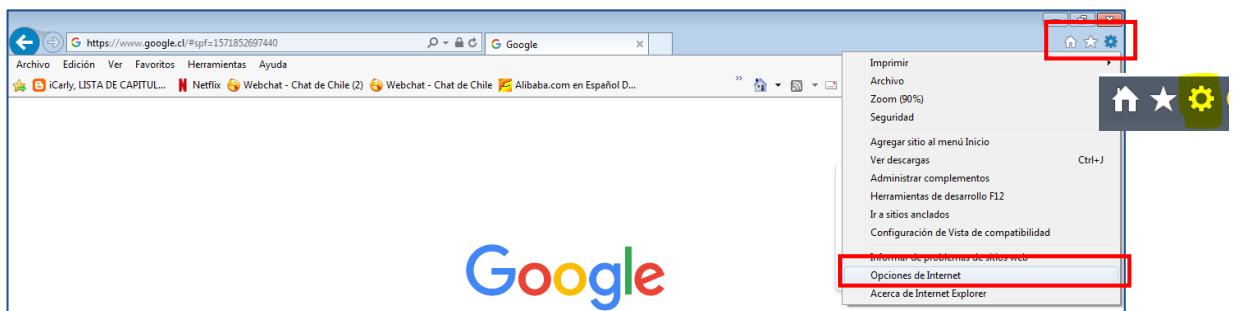 https://www.google.cl/#spf=1571852697440
Google
Archivo Edición Ver Favoritos Herramientas Ayuda
iCarly, LISTA DE CAPITUL... Netflix Webchat - Chat de Chile (2) Webchat - Chat de Chile Alibaba.com en Español D...
Imprimir
Archivo
Zoom (90%)
Seguridad
Agregar sitio al menú Inicio
Ver descargas Ctrl+J
Administrar complementos
Herramientas de desarrollo F12
Ir a sitios anclados
Configuración de Vista de compatibilidad
Informar de problemas de sitios web
Opciones de Internet
Acerca de Internet Explorer
Google